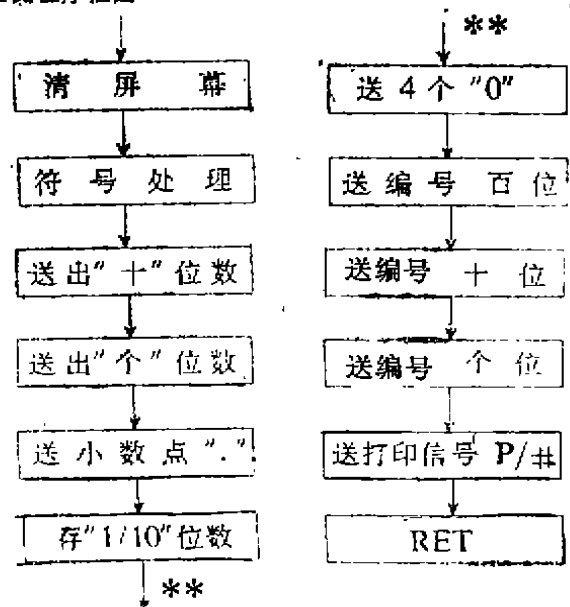 清屏幕
符号处理
送出"十"位数
送出"个"位数
送小数点"."
存"1/10"位数
**
**
送4个"0"
送编号百位
送编号十位
送编号个位
送打印信号 P/#
RET